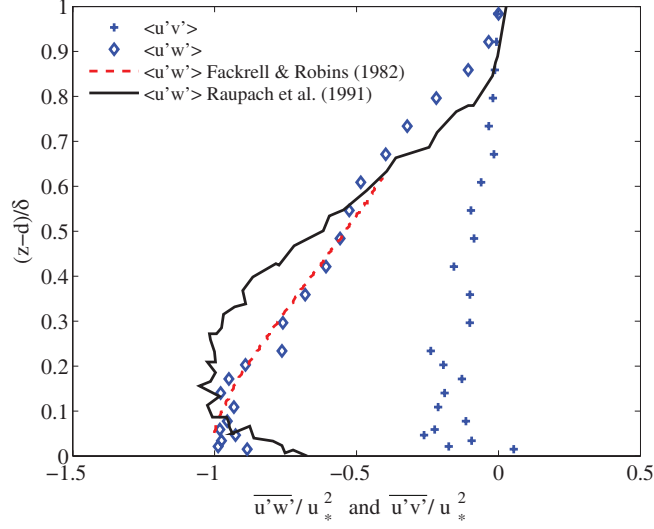 <u'v'>
<u'w'>
<u'w'> Fackrell & Robins (1982)
<u'w'> Raupach et al. (1991)
1
0.9
0.8
0.7
0.6
0.5
0.4
0.3
0.2
0.1
0
(z−d)/δ
−1.5 −1 −0.5 0 0.5
u'w'/u*² and u'v'/u*²